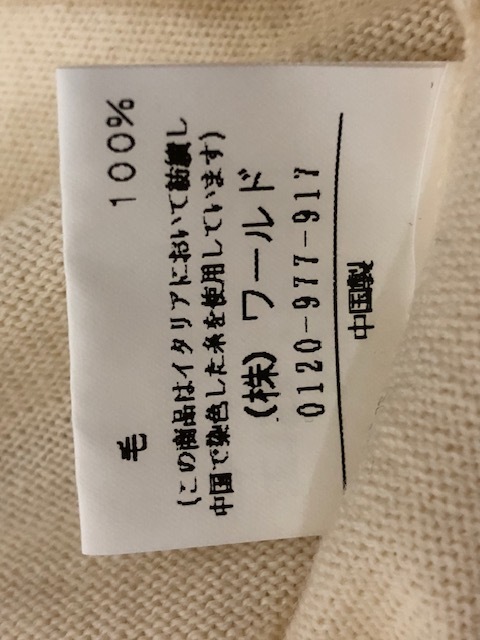 毛 100%
(この商品はイタリアにおいて紡績し
中国で染色した糸を使用しています)
(株)ワールド
0120-977-917
中国製